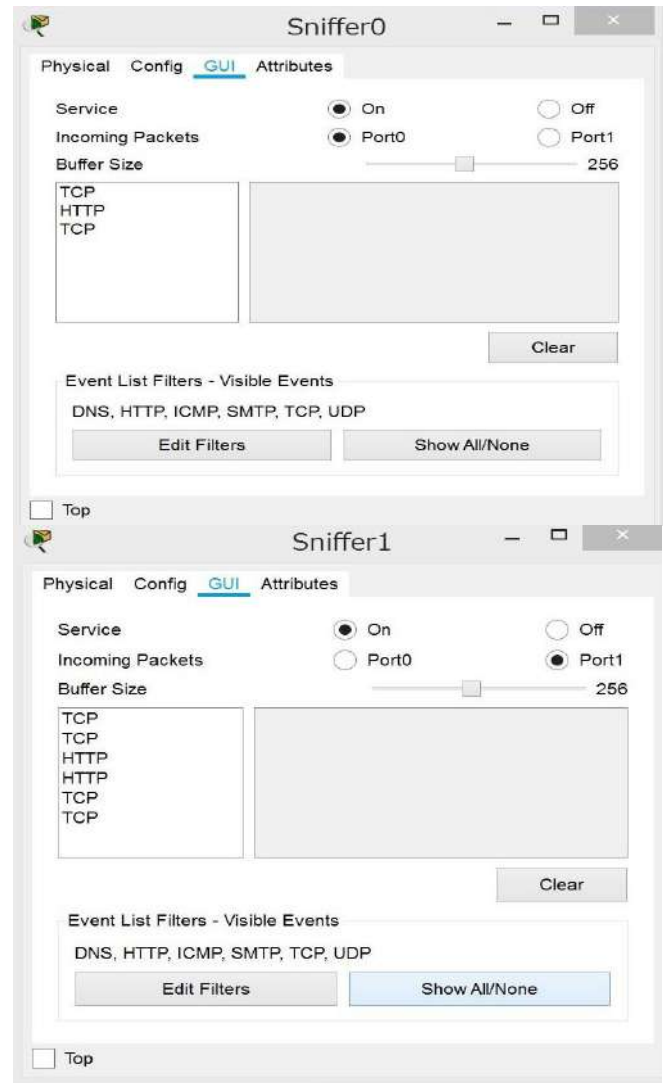 Sniffer0
Physical Config GUI Attributes
Service On Off
Incoming Packets Port0 Port1
Buffer Size 256
TCP
HTTP
TCP
Clear
Event List Filters - Visible Events
DNS, HTTP, ICMP, SMTP, TCP, UDP
Edit Filters Show All/None
Top
Sniffer1
Physical Config GUI Attributes
Service On Off
Incoming Packets Port0 Port1
Buffer Size 256
TCP
TCP
HTTP
HTTP
TCP
TCP
Clear
Event List Filters - Visible Events
DNS, HTTP, ICMP, SMTP, TCP, UDP
Edit Filters Show All/None
Top